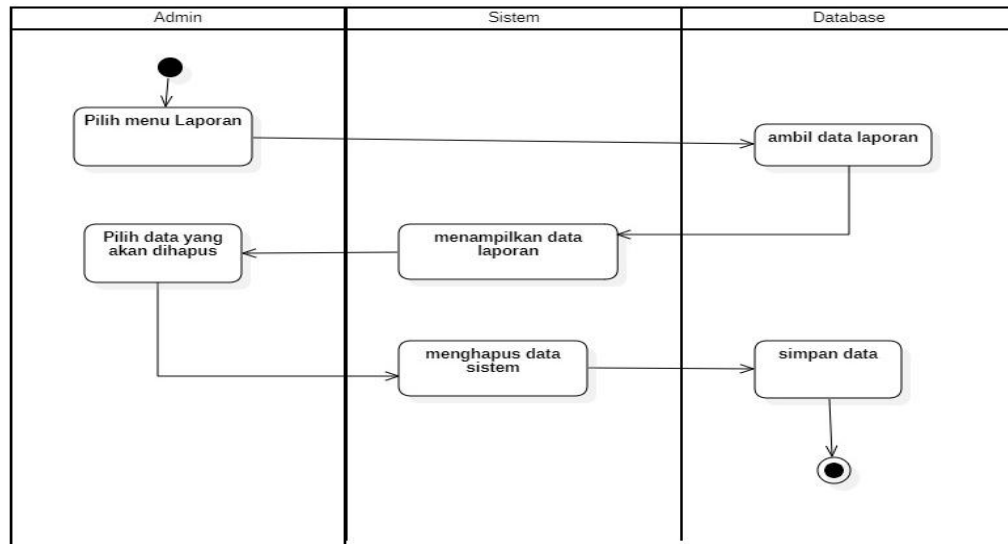 Admin
Sistem
Database
Pilih menu Laporan
ambil data laporan
Pilih data yang
akan dihapus
menampilkan data
laporan
menghapus data
sistem
simpan data